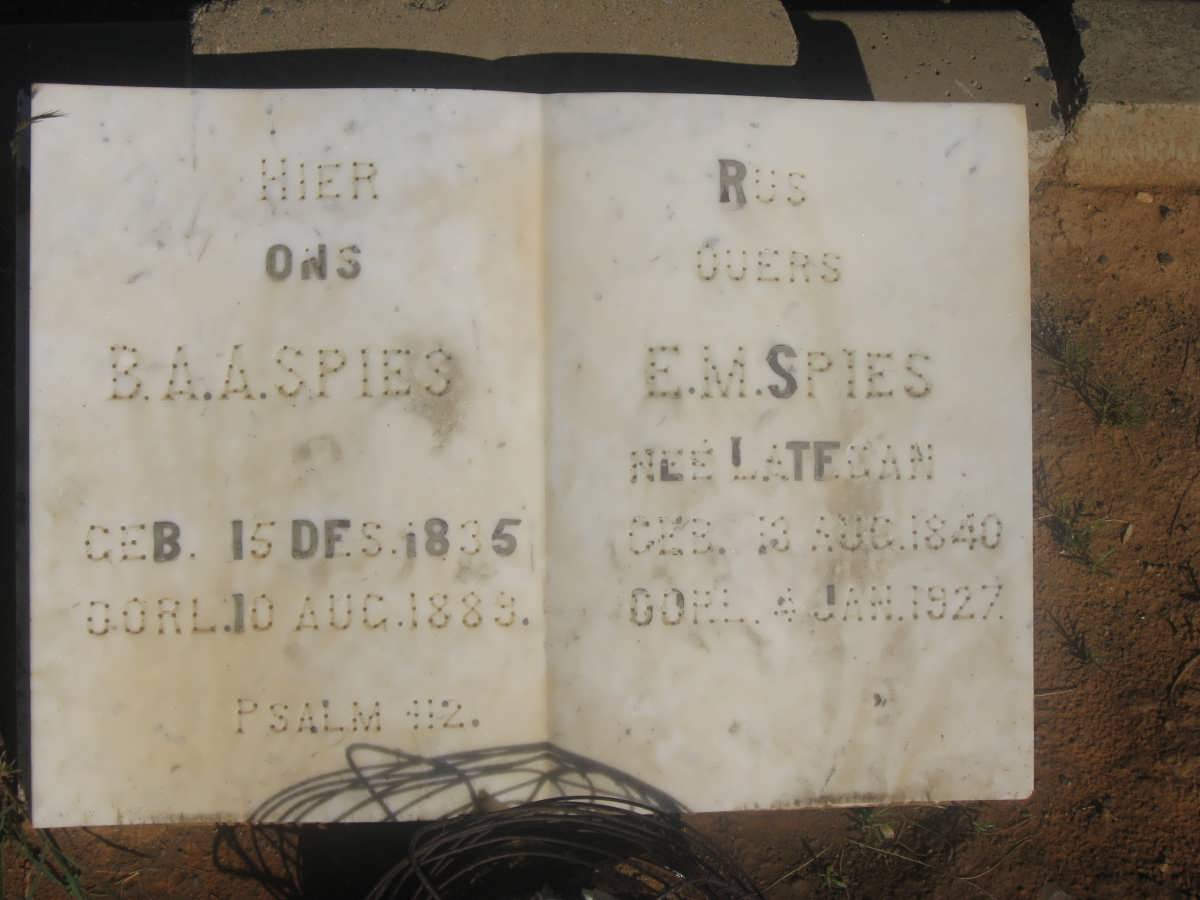 HIER RUS
ONS OUERS
B.A.A. SPIES
GEB. 15 DES. 1835
OORL. 10 AUG. 1889.
PSALM 112.
E.M. SPIES
NEE LATEGAN
GEB. 13 AUG. 1840
OORL. 4 JAN. 1927.
"